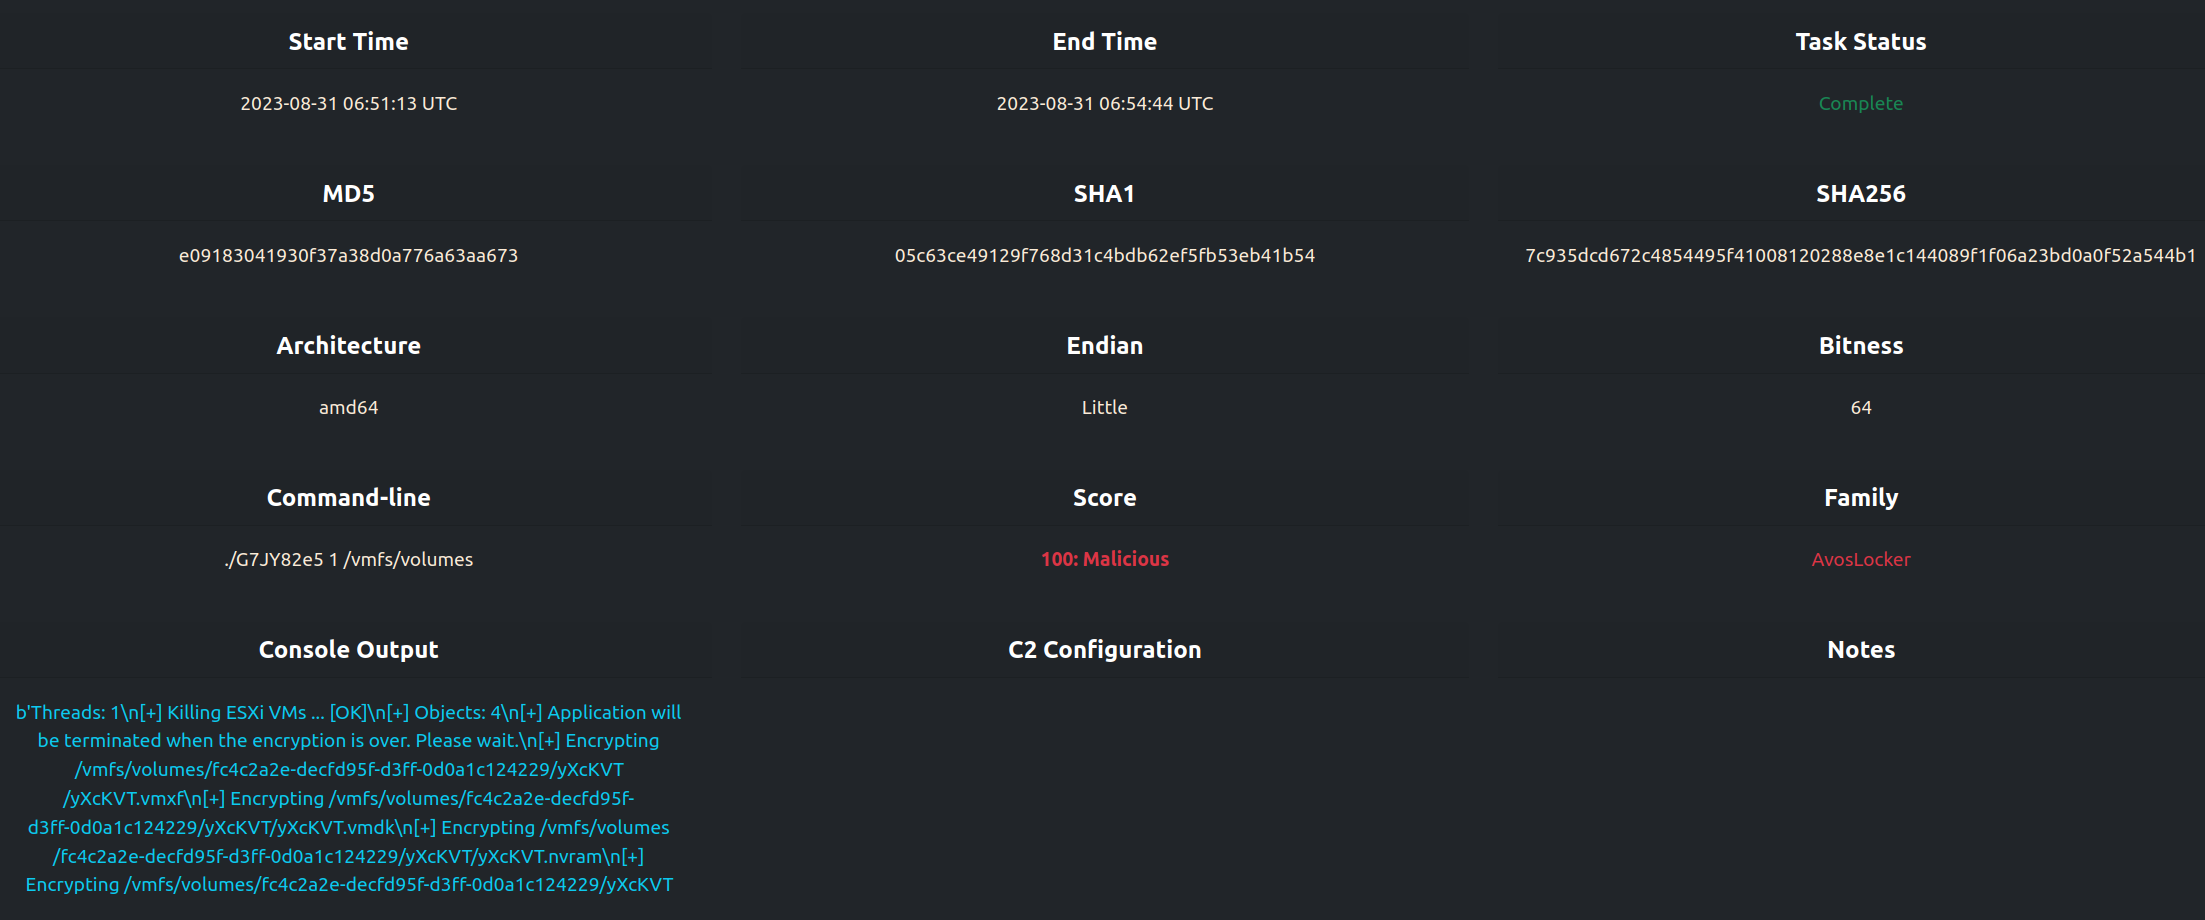 Start Time
End Time
Task Status
2023-08-31 06:51:13 UTC
2023-08-31 06:54:44 UTC
Complete
MD5
SHA1
SHA256
e09183041930f37a38d0a776a63aa673
05c63ce49129f768d31c4bdb62ef5fb53eb41b54
7c935dcd672c4854495f41008120288e8e1c144089f1f06a23bd0a0f52a544b1
Architecture
Endian
Bitness
amd64
Little
64
Command-line
Score
Family
./G7JY82e5 1 /vmfs/volumes
100: Malicious
AvosLocker
Console Output
C2 Configuration
Notes
b'Threads: 1\n[+] Killing ESXi VMs ... [OK]\n[+] Objects: 4\n[+] Application will
be terminated when the encryption is over. Please wait.\n[+] Encrypting
/vmfs/volumes/fc4c2a2e-decfd95f-d3ff-0d0a1c124229/yXcKVT
/yXcKVT.vmxf\n[+] Encrypting /vmfs/volumes/fc4c2a2e-decfd95f-
d3ff-0d0a1c124229/yXcKVT/yXcKVT.vmdk\n[+] Encrypting /vmfs/volumes
/fc4c2a2e-decfd95f-d3ff-0d0a1c124229/yXcKVT/yXcKVT.nvram\n[+]
Encrypting /vmfs/volumes/fc4c2a2e-decfd95f-d3ff-0d0a1c124229/yXcKVT